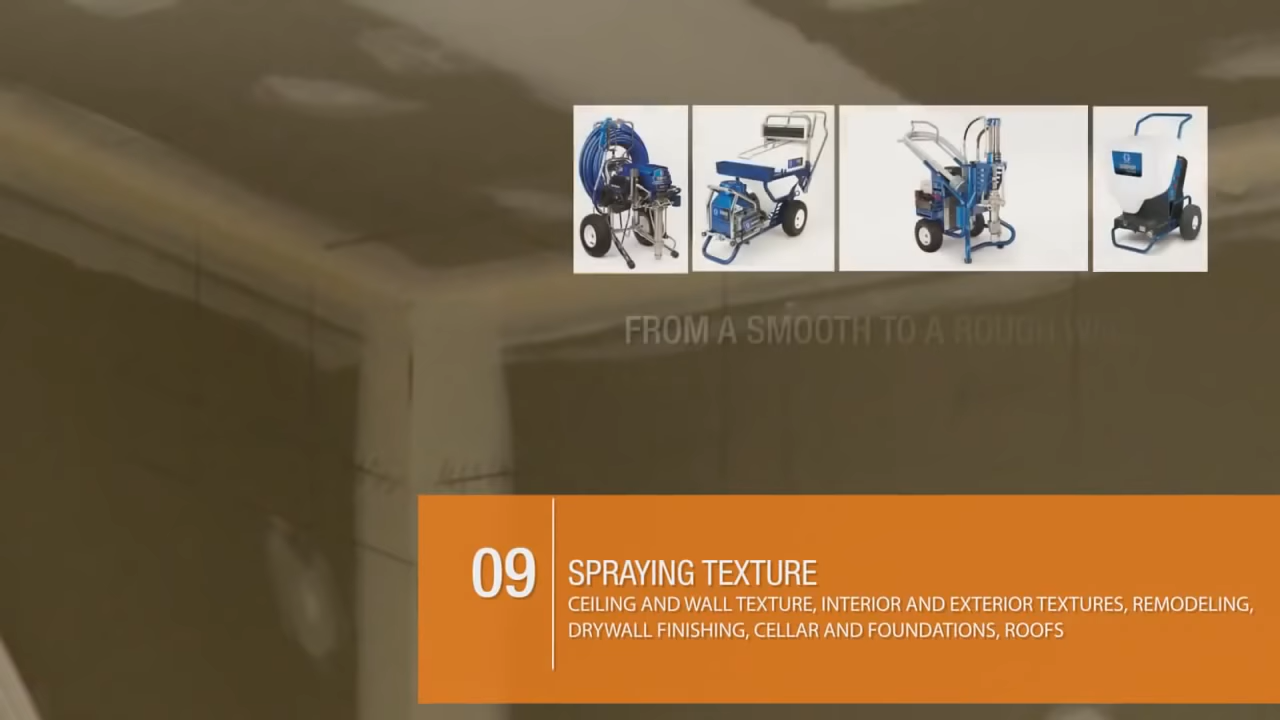 FROM A SMOOTH TO A ROUGH
09
SPRAYING TEXTURE
CEILING AND WALL TEXTURE, INTERIOR AND EXTERIOR TEXTURES, REMODELING,
DRYWALL FINISHING, CELLAR AND FOUNDATIONS, ROOFS